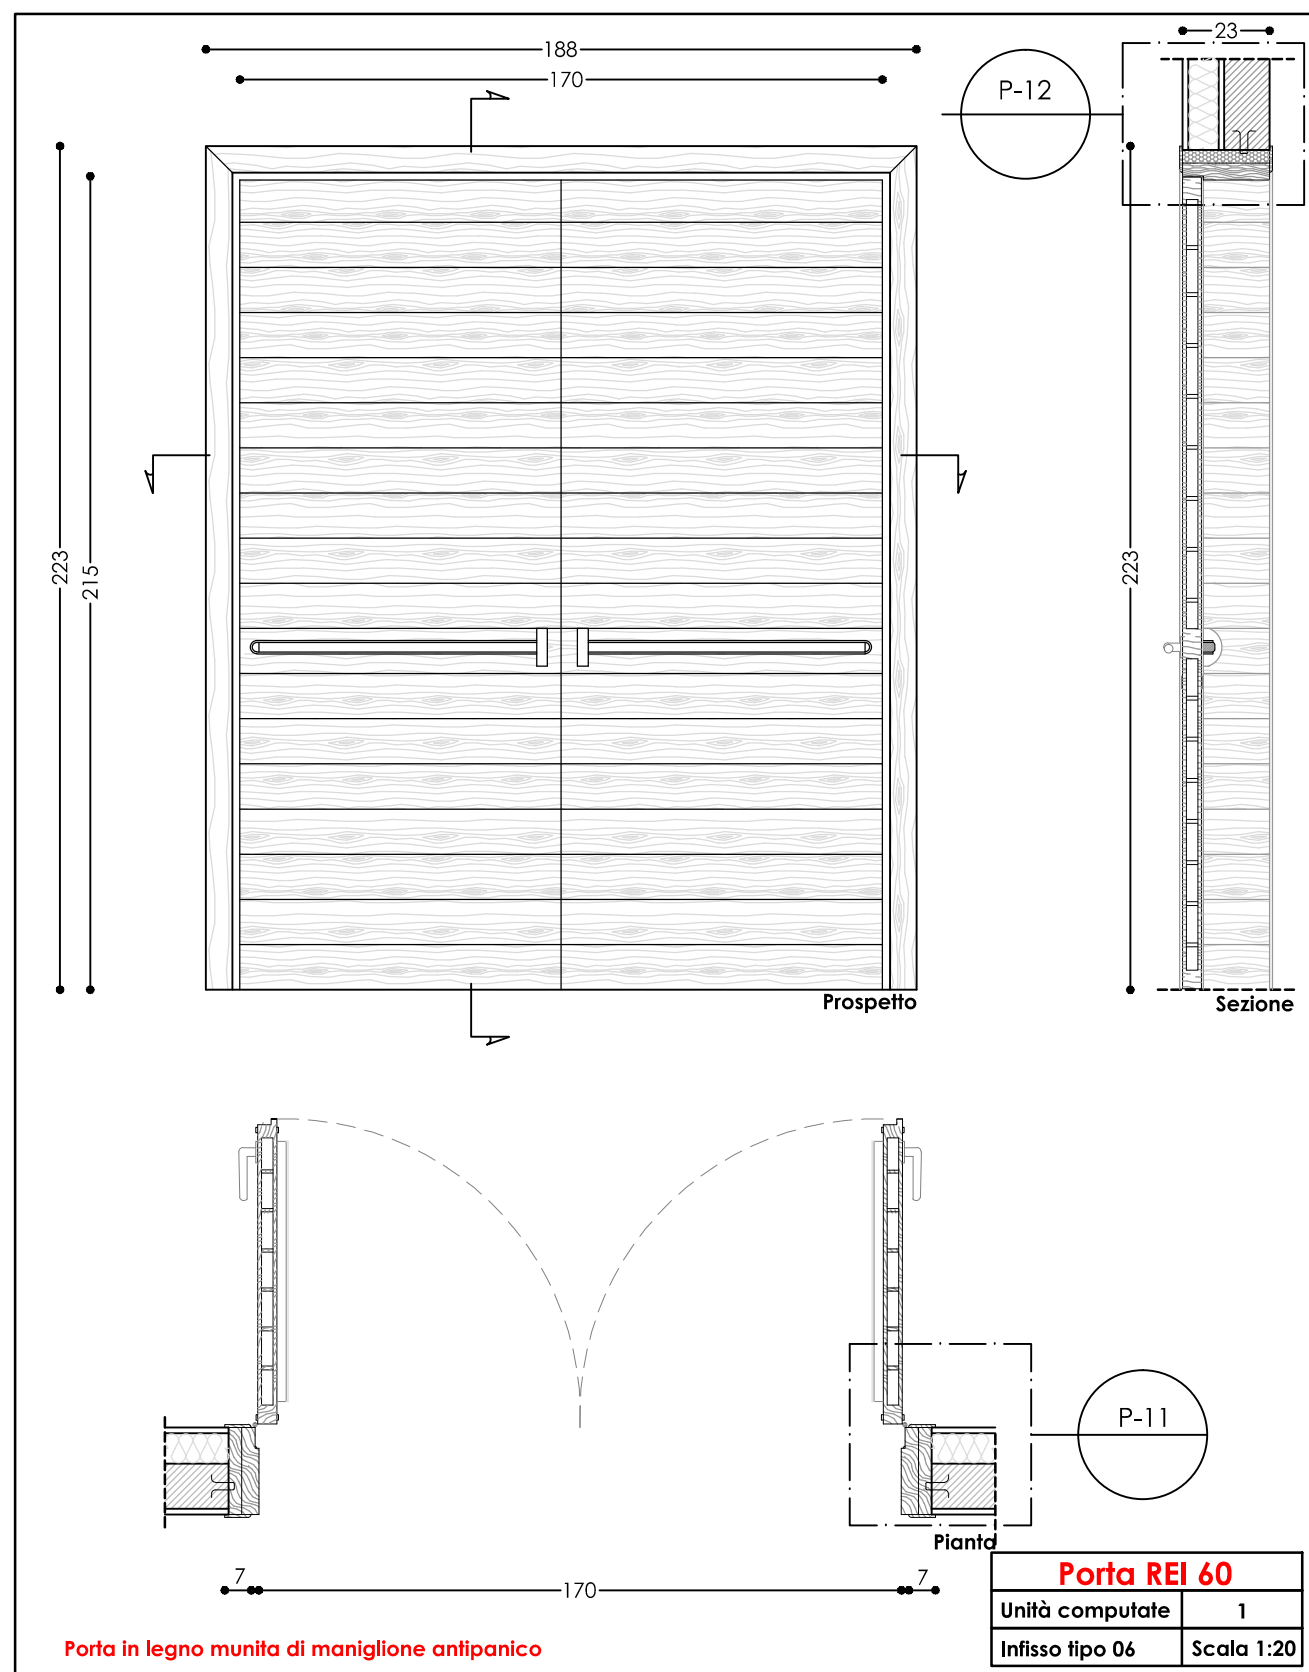 188
23
170
P-12
223
215
223
Prospetto
Sezione
P-11
Pianta
7
170
7
Porta REI 60
Unità computate 1
Infisso tipo 06 Scala 1:20
Porta in legno munita di maniglione antipanico